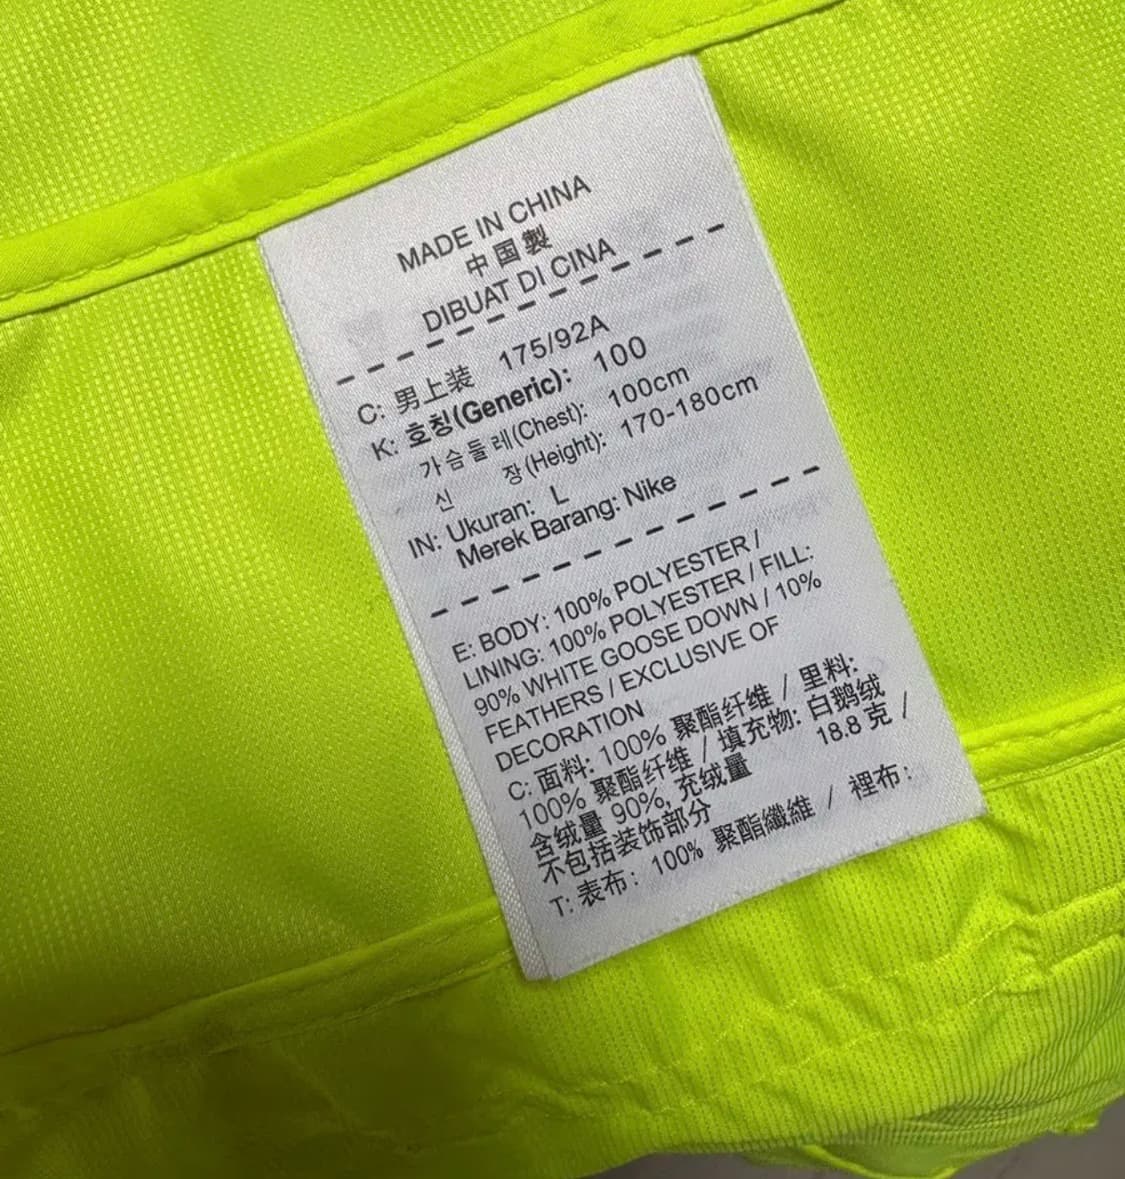 MADE IN CHINA
中国製
DIBUAT DI CINA
C: 男上装 175/92A
K: 호칭(Generic): 100
가슴둘레(Chest): 100cm
신 장(Height): 170-180cm
IN: Ukuran: L
Merek Barang: Nike
E: BODY: 100% POLYESTER /
LINING: 100% POLYESTER / FILL:
90% WHITE GOOSE DOWN / 10%
FEATHERS / EXCLUSIVE OF
DECORATION
C: 面料: 100% 聚酯纤维 / 里料:
100% 聚酯纤维 / 填充物: 白鹅绒
含绒量 90%, 充绒量 18.8 克 /
不包括装饰部分
T: 表布: 100% 聚酯纖維 / 裡布: